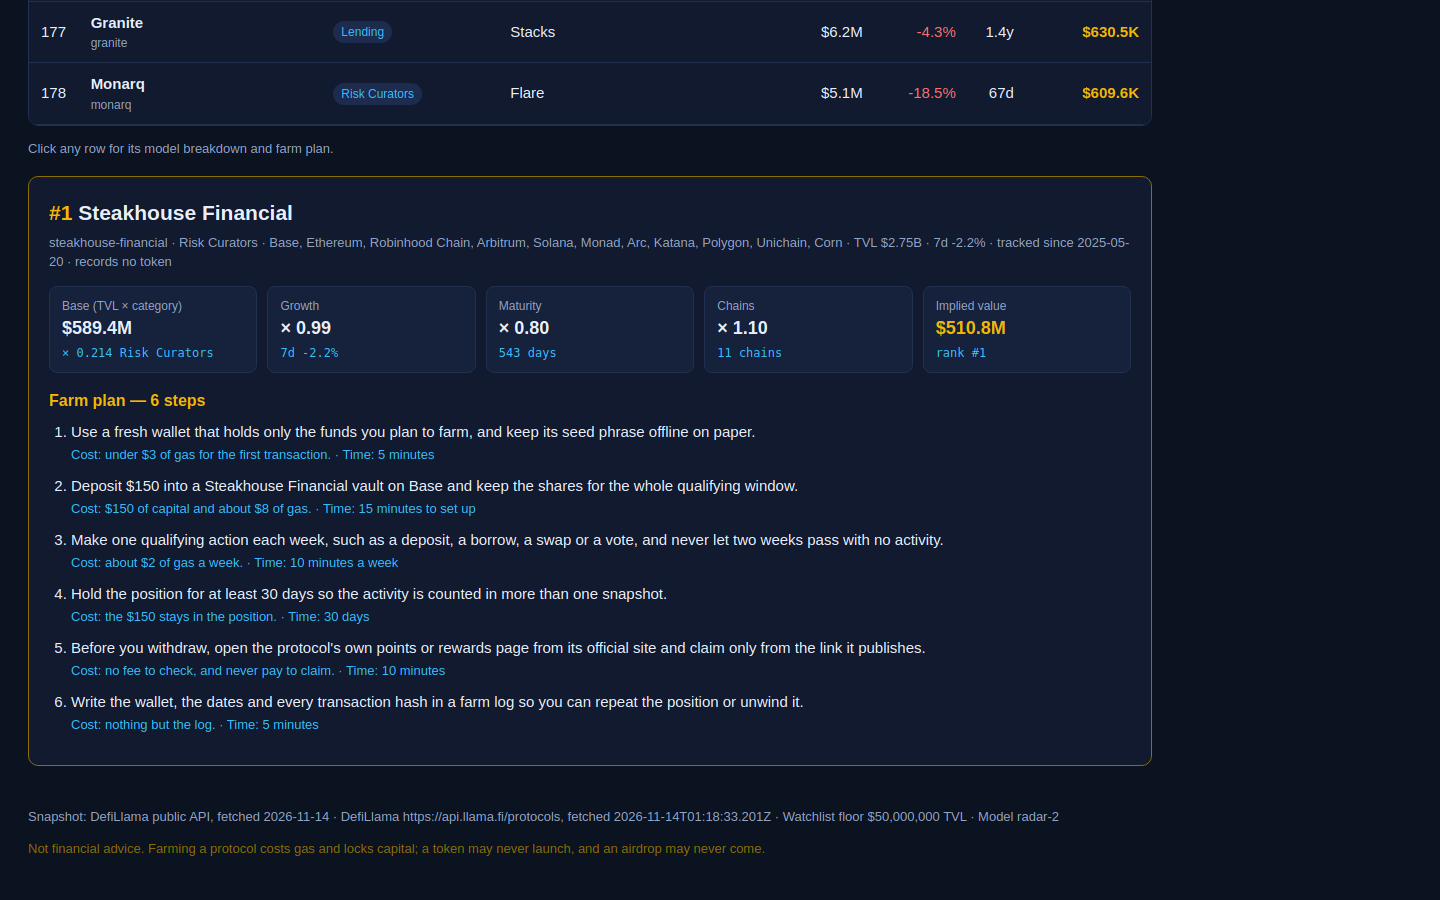 177 Granite Lending Stacks $6.2M -4.3% 1.4y $630.5K
granite
178 Monarq Risk Curators Flare $5.1M -18.5% 67d $609.6K
monarq
Click any row for its model breakdown and farm plan.
#1 Steakhouse Financial
steakhouse-financial · Risk Curators · Base, Ethereum, Robinhood Chain, Arbitrum, Solana, Monad, Arc, Katana, Polygon, Unichain, Corn · TVL $2.75B · 7d -2.2% · tracked since 2025-05-
20 · records no token
Base (TVL × category) Growth Maturity Chains Implied value
$589.4M × 0.99 × 0.80 × 1.10 $510.8M
× 0.214 Risk Curators 7d -2.2% 543 days 11 chains rank #1
Farm plan — 6 steps
1. Use a fresh wallet that holds only the funds you plan to farm, and keep its seed phrase offline on paper.
Cost: under $3 of gas for the first transaction. · Time: 5 minutes
2. Deposit $150 into a Steakhouse Financial vault on Base and keep the shares for the whole qualifying window.
Cost: $150 of capital and about $8 of gas. · Time: 15 minutes to set up
3. Make one qualifying action each week, such as a deposit, a borrow, a swap or a vote, and never let two weeks pass with no activity.
Cost: about $2 of gas a week. · Time: 10 minutes a week
4. Hold the position for at least 30 days so the activity is counted in more than one snapshot.
Cost: the $150 stays in the position. · Time: 30 days
5. Before you withdraw, open the protocol's own points or rewards page from its official site and claim only from the link it publishes.
Cost: no fee to check, and never pay to claim. · Time: 10 minutes
6. Write the wallet, the dates and every transaction hash in a farm log so you can repeat the position or unwind it.
Cost: nothing but the log. · Time: 5 minutes
Snapshot: DefiLlama public API, fetched 2026-11-14 · DefiLlama https://api.llama.fi/protocols, fetched 2026-11-14T01:18:33.201Z · Watchlist floor $50,000,000 TVL · Model radar-2
Not financial advice. Farming a protocol costs gas and locks capital; a token may never launch, and an airdrop may never come.